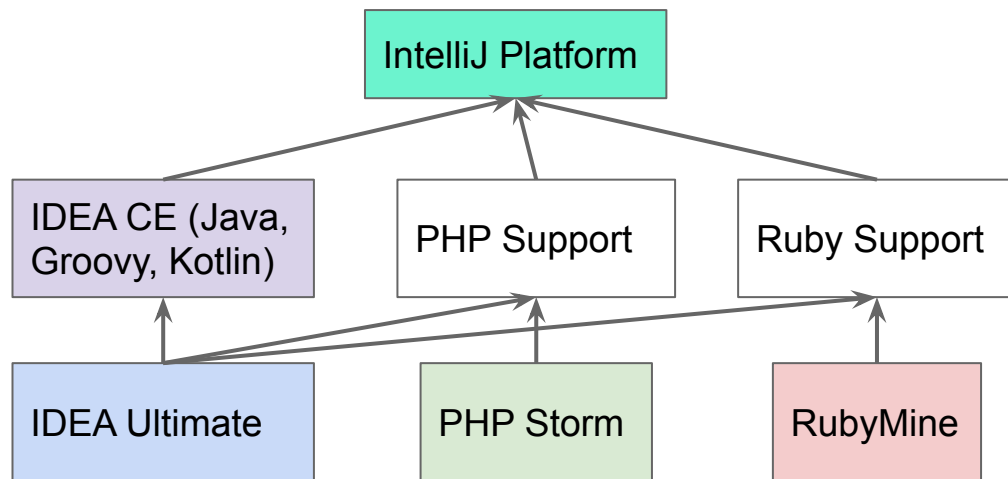 IntelliJ Platform
IDEA CE (Java,
Groovy, Kotlin)
PHP Support
Ruby Support
IDEA Ultimate
PHP Storm
RubyMine